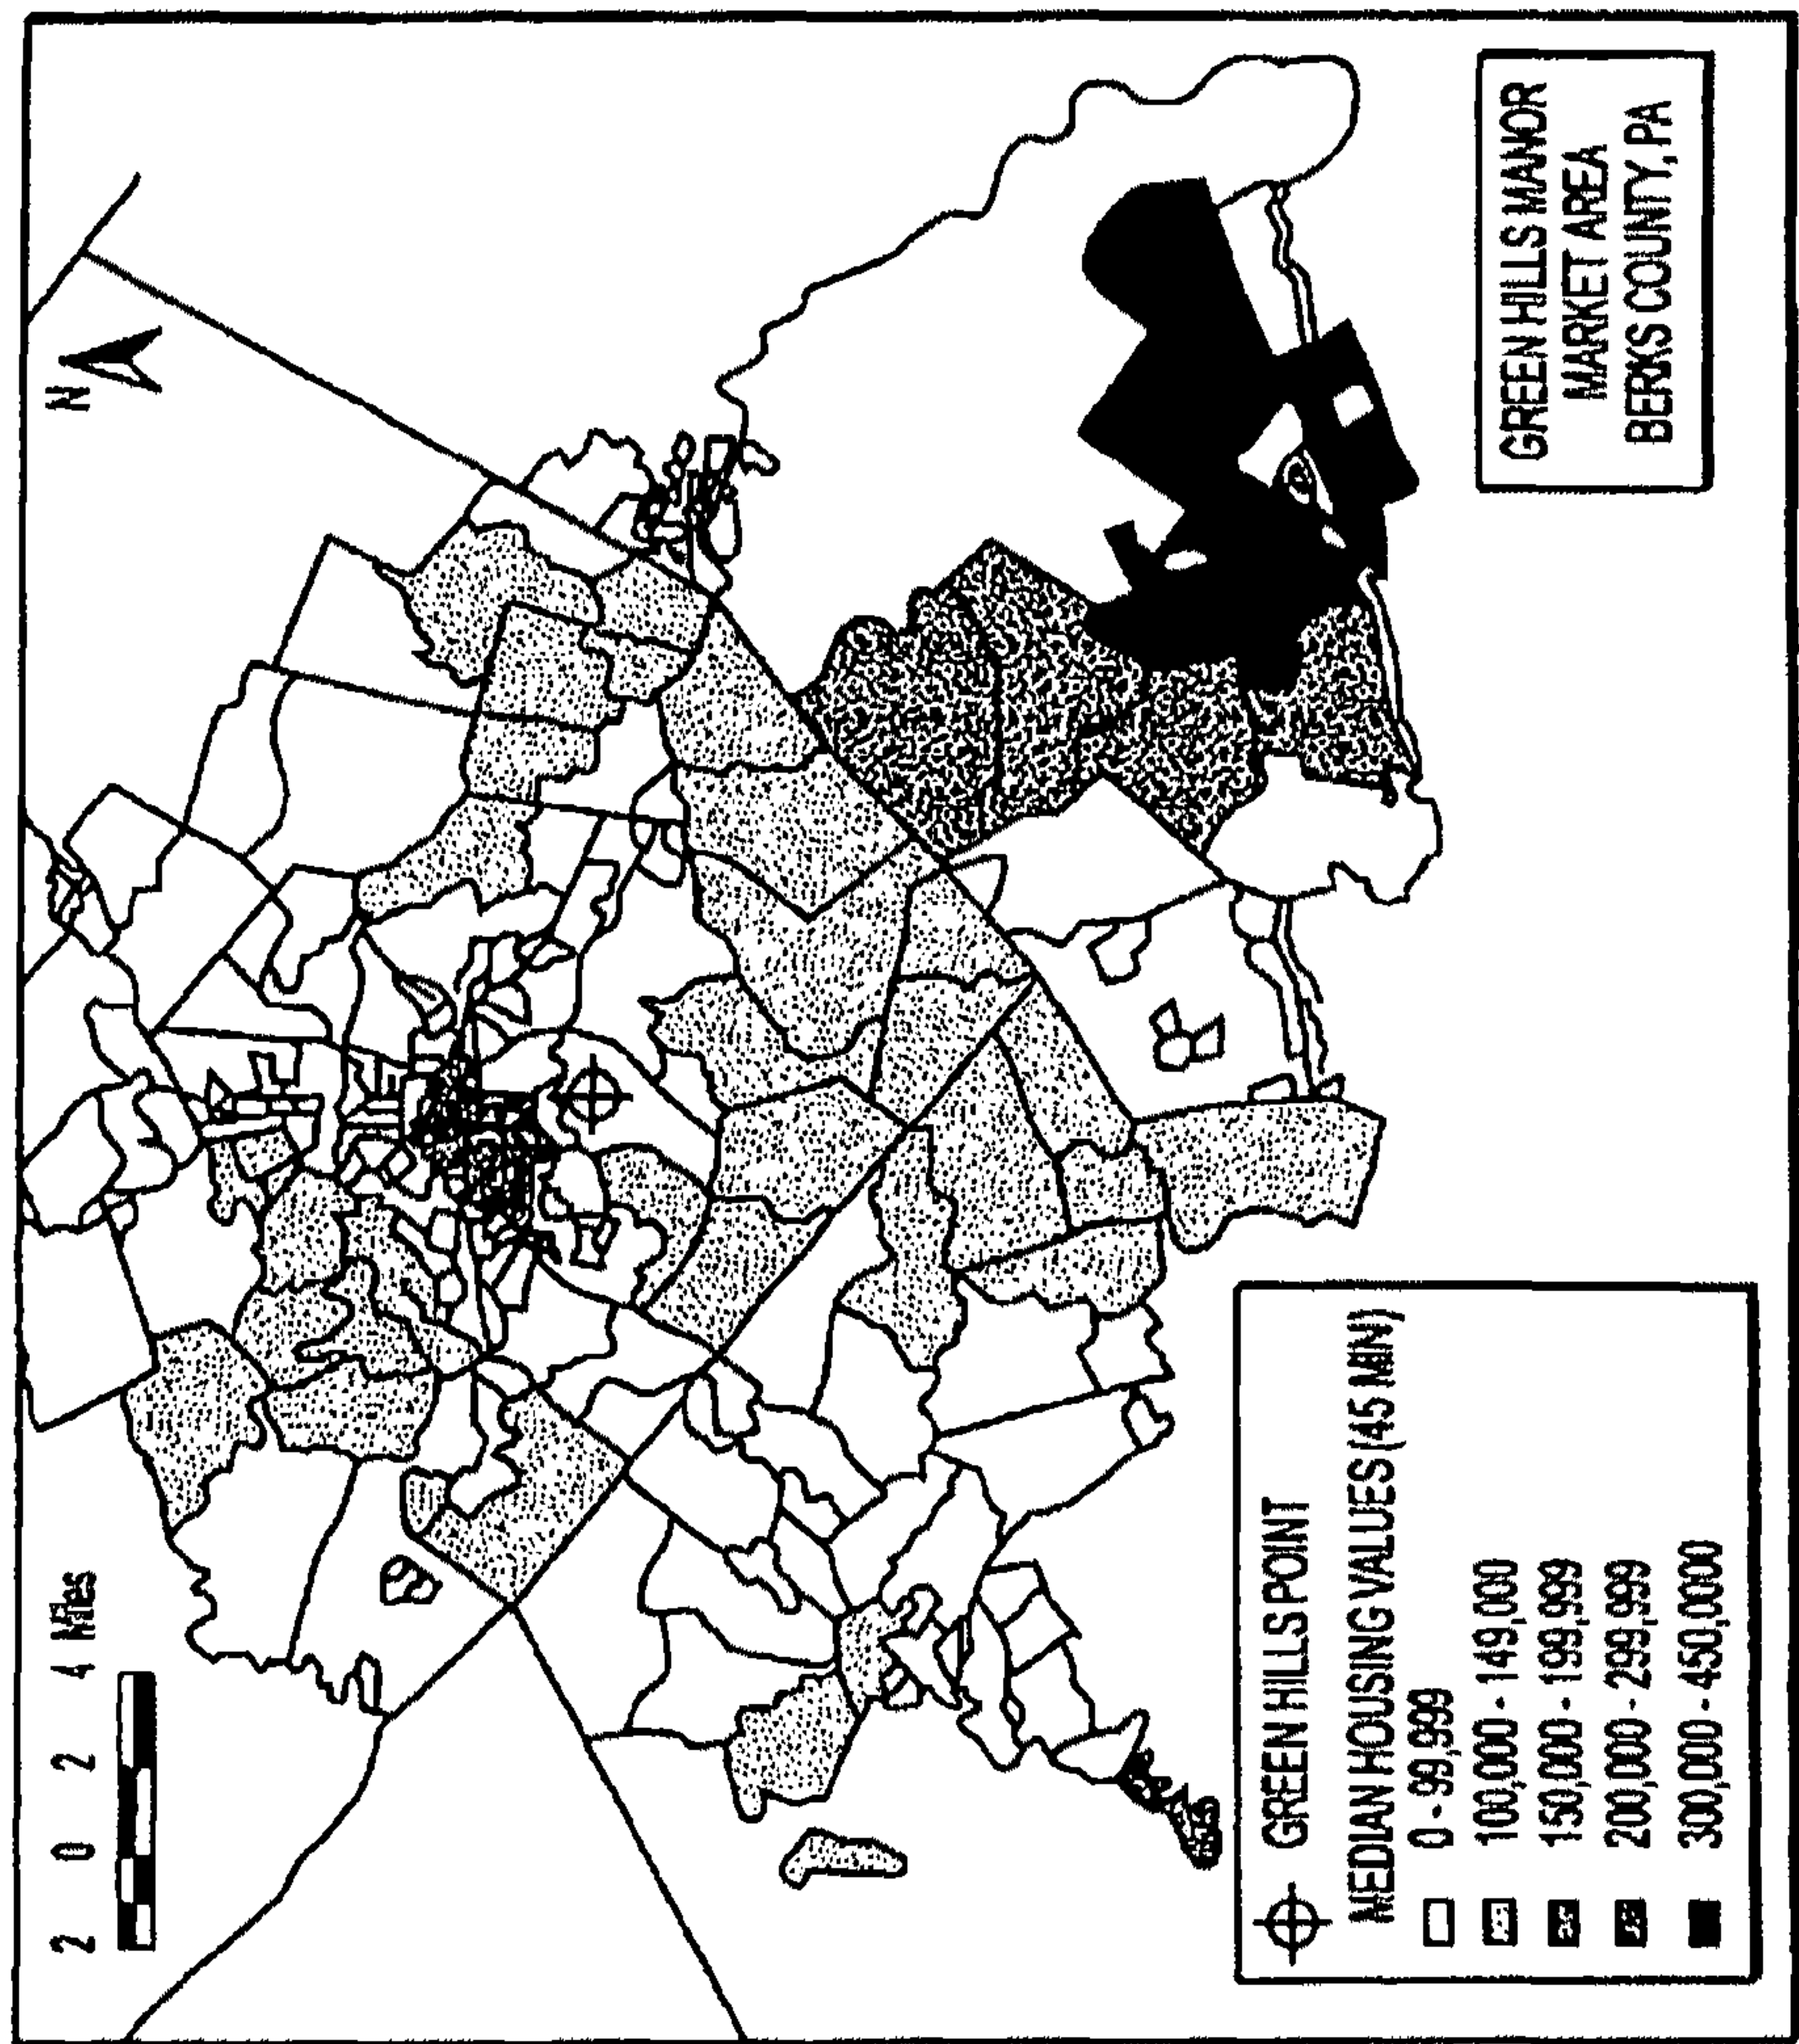 2 0 2 4 Miles
N
GREEN HILLS POINT
MEDIAN HOUSING VALUES (45 MIN)
0 - 99,999
100,000 - 149,000
150,000 - 199,999
200,000 - 299,999
300,000 - 450,0000
GREEN HILLS MANOR
MARKET AREA
BERKS COUNTY, PA